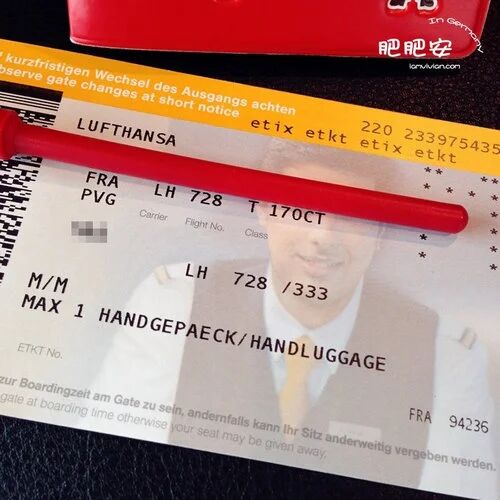 In Germany
肥肥安
ianvivian.com
kurzfristigen Wechsel des Ausgangs achten
observe gate changes at short notice
etix etkt etix etkt
220 233975435
LUFTHANSA
FRA LH 728 T 17OCT
PVG Carrier Flight No. Class
LH 728 /333
M/M
MAX 1 HANDGEPAECK/HANDLUGGAGE
ETKT No.
FRA 94236
zur Boardingzeit am Gate zu sein, andernfalls kann Ihr Sitz anderweitig vergeben werden.
gate at boarding time otherwise your seat may be given away.